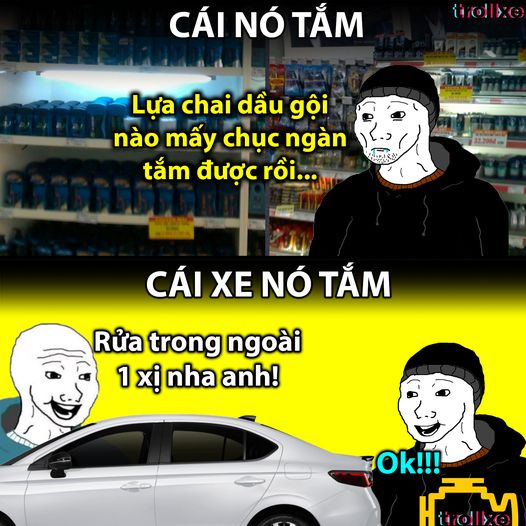 trollxe
CÁI NÓ TẮM
Lựa chai dầu gội
nào mấy chục ngàn
tắm được rồi...
CÁI XE NÓ TẮM
Rửa trong ngoài
1 xị nha anh!
Ok!!!
trollxe